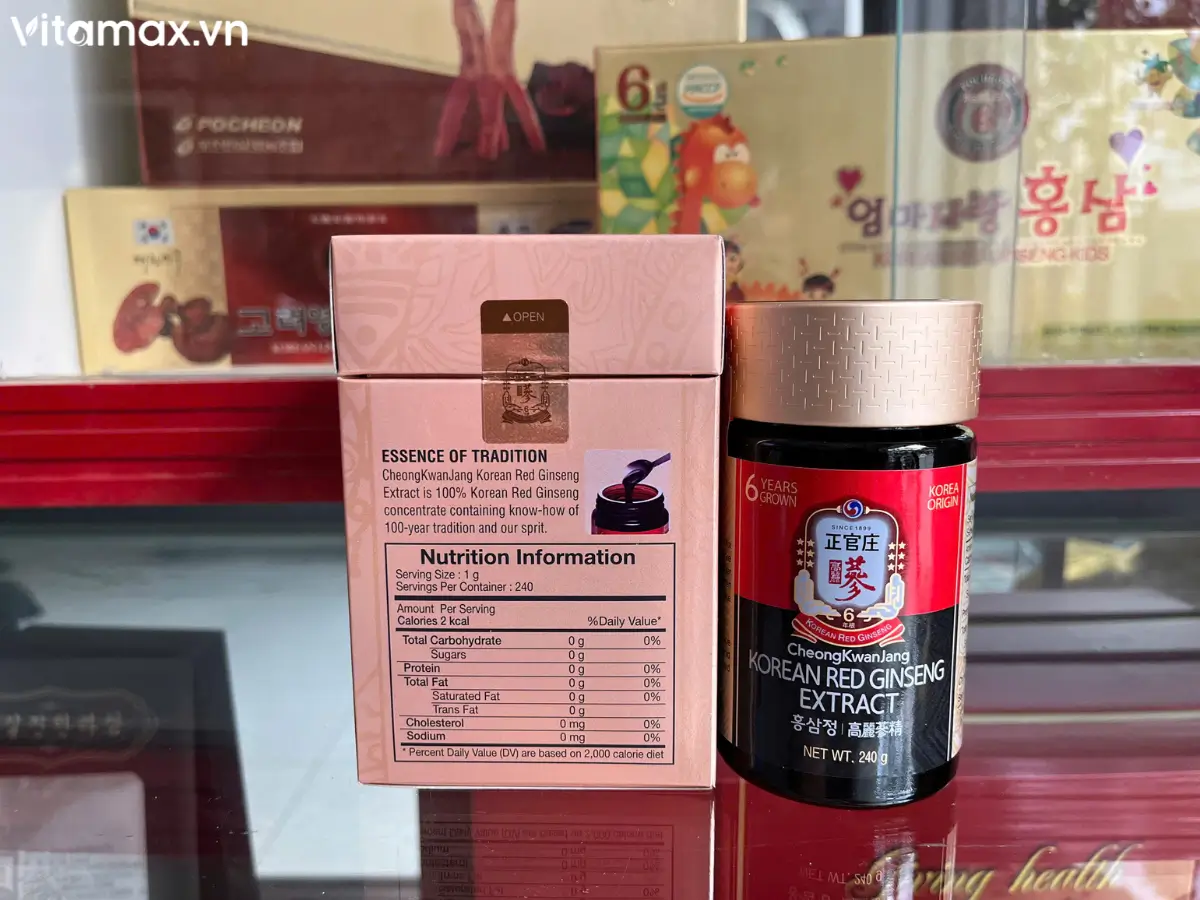 Vitamax.vn
POCHEON
6
홍삼
▲OPEN
蔘
ESSENCE OF TRADITION
CheongKwanJang Korean Red Ginseng
Extract is 100% Korean Red Ginseng
concentrate containing know-how of
100-year tradition and our sprit.
Nutrition Information
Serving Size : 1 g
Servings Per Container : 240
Amount Per Serving
Calories 2 kcal %Daily Value*
Total Carbohydrate 0 g 0%
Sugars 0 g
Protein 0 g 0%
Total Fat 0 g 0%
Saturated Fat 0 g 0%
Trans Fat 0 g
Cholesterol 0 mg 0%
Sodium 0 mg 0%
* Percent Daily Value (DV) are based on 2,000 calorie diet
6 YEARS
GROWN
KOREA
ORIGIN
SINCE 1899
正官庄
高麗
蔘
6
年根
KOREAN RED GINSENG
CheongKwanJang
KOREAN RED GINSENG
EXTRACT
홍삼정 | 高麗蔘精
NET WT. 240 g
health